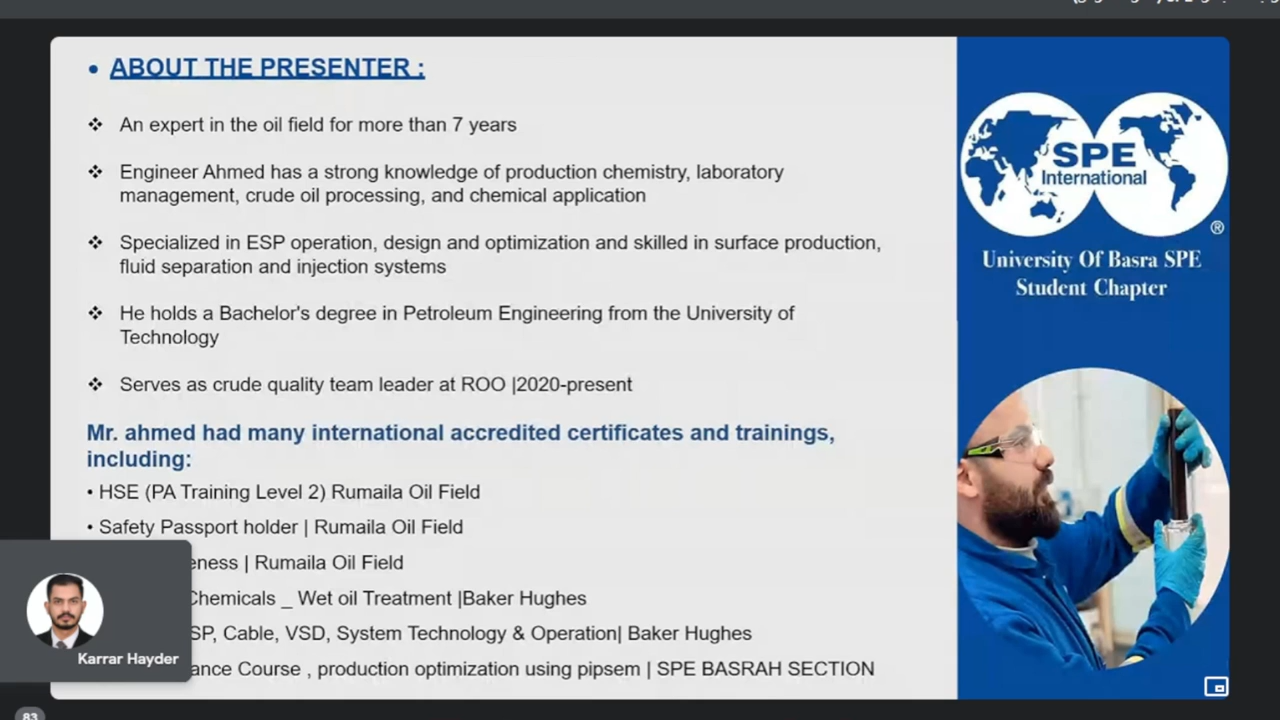 • ABOUT THE PRESENTER :
❖ An expert in the oil field for more than 7 years
❖ Engineer Ahmed has a strong knowledge of production chemistry, laboratory
management, crude oil processing, and chemical application
❖ Specialized in ESP operation, design and optimization and skilled in surface production,
fluid separation and injection systems
❖ He holds a Bachelor's degree in Petroleum Engineering from the University of
Technology
❖ Serves as crude quality team leader at ROO |2020-present
Mr. ahmed had many international accredited certificates and trainings,
including:
• HSE (PA Training Level 2) Rumaila Oil Field
• Safety Passport holder | Rumaila Oil Field
eness | Rumaila Oil Field
Chemicals _ Wet oil Treatment |Baker Hughes
SP, Cable, VSD, System Technology & Operation| Baker Hughes
ance Course , production optimization using pipsem | SPE BASRAH SECTION
Karrar Hayder
83
SPE
International
®
University Of Basra SPE
Student Chapter